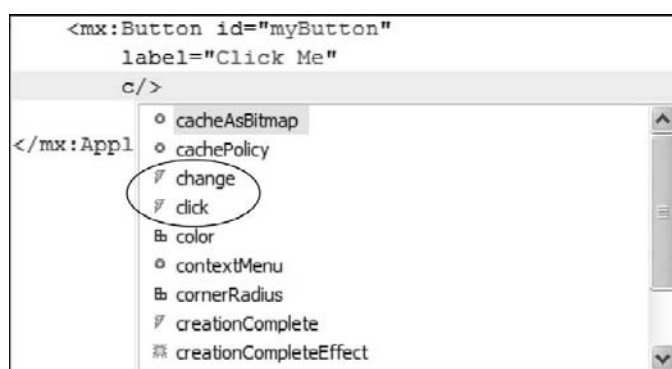 <mx:Button id="myButton"
label="Click Me"
c/>
cacheAsBitmap
</mx:Appl
cachePolicy
change
click
color
contextMenu
cornerRadius
creationComplete
creationCompleteEffect